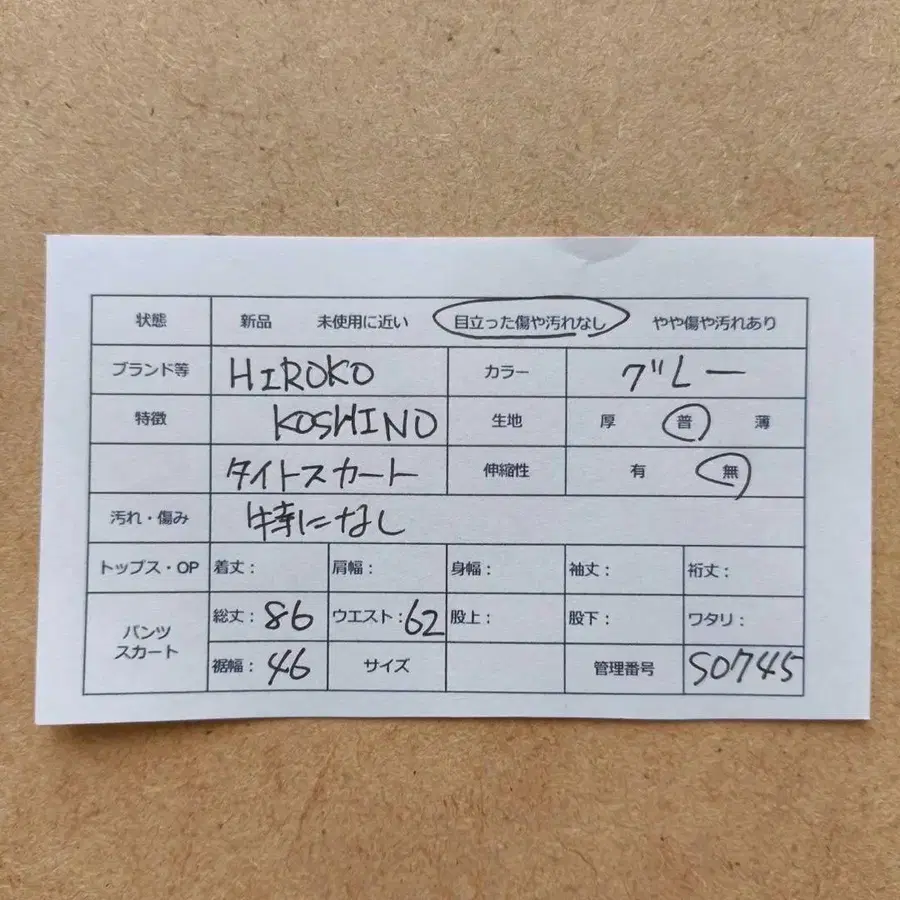 状態 新品 未使用に近い 目立った傷や汚れなし やや傷や汚れあり
ブランド等 HIROKO カラー グレー
特徴 KOSHINO 生地 厚 普 薄
タイトスカート 伸縮性 有 無
汚れ・傷み 特になし
トップス・OP 着丈： 肩幅： 身幅： 袖丈： 裄丈：
パンツ スカート 総丈：86 ウエスト：62 股上： 股下： ワタリ：
裾幅：46 サイズ 管理番号 S0745